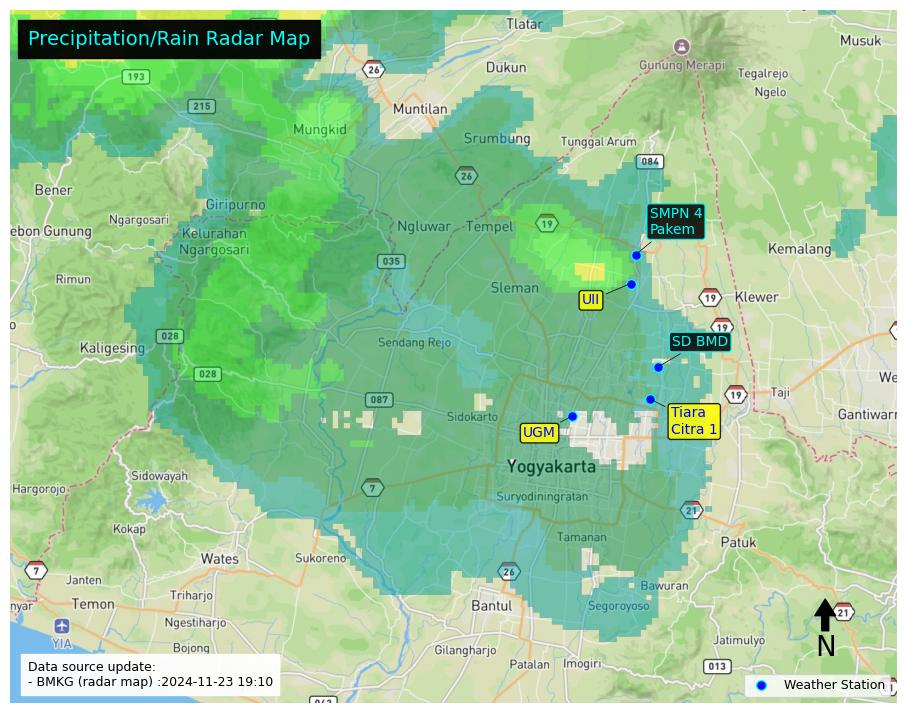 Precipitation/Rain Radar Map
Tlatar
Musuk
Gunung Merapi
26
Dukun
Tegalrejo
193
Ngelo
215
Muntilan
Mungkid
Srumbung
Tunggal Arum
084
26
Bener
Giripurno
SMPN 4
Pakem
Ngargosari
Ngluwar
Tempel
19
ebon Gunung
Kelurahan
Ngargosari
Kemalang
035
Rimun
Sleman
UII
19
Klewer
028
19
Kaligesing
Sendang Rejo
SD BMD
028
We
19
Taji
087
Sidokarto
Tiara
Citra 1
Gantiwarn
UGM
Yogyakarta
Sidowayah
7
Hargorojo
Suryodiningratan
21
Kokap
Tamanan
Patuk
Wates
Sukoreno
7
26
Janten
Bawuran
Triharjo
nyar
Temon
Bantul
Segoroyoso
21
Ngestiharjo
YIA
N
Jatimulyo
Bojong
Gilangharjo
Patalan
Imogiri
013
Data source update:
- BMKG (radar map) :2024-11-23 19:10
Weather Station